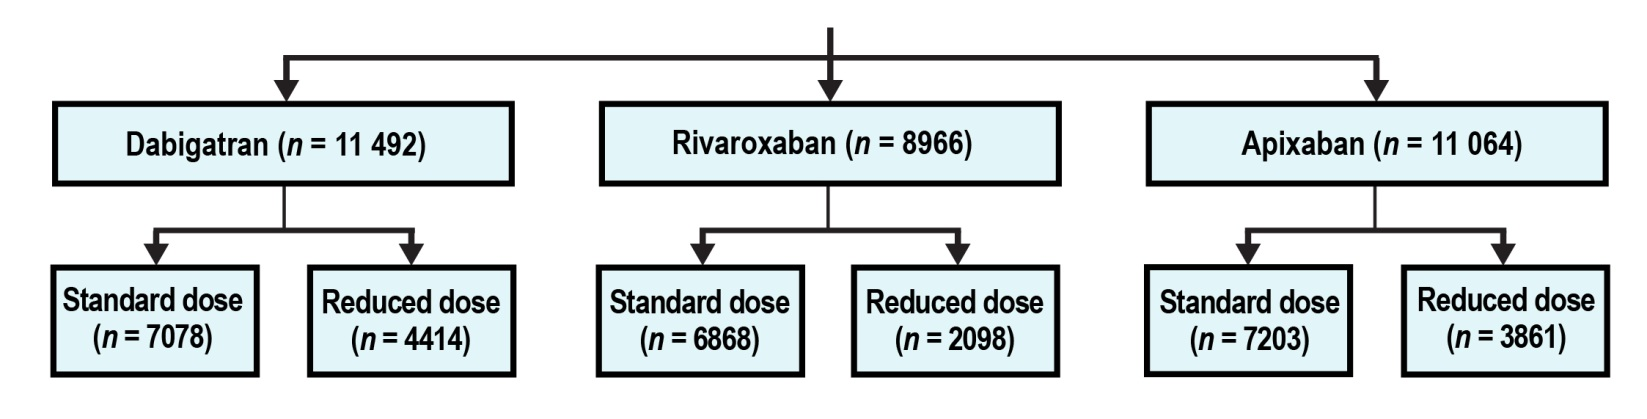 Dabigatran (n = 11 492)
Rivaroxaban (n = 8966)
Apixaban (n = 11 064)
Standard dose
(n = 7078)
Reduced dose
(n = 4414)
Standard dose
(n = 6868)
Reduced dose
(n = 2098)
Standard dose
(n = 7203)
Reduced dose
(n = 3861)